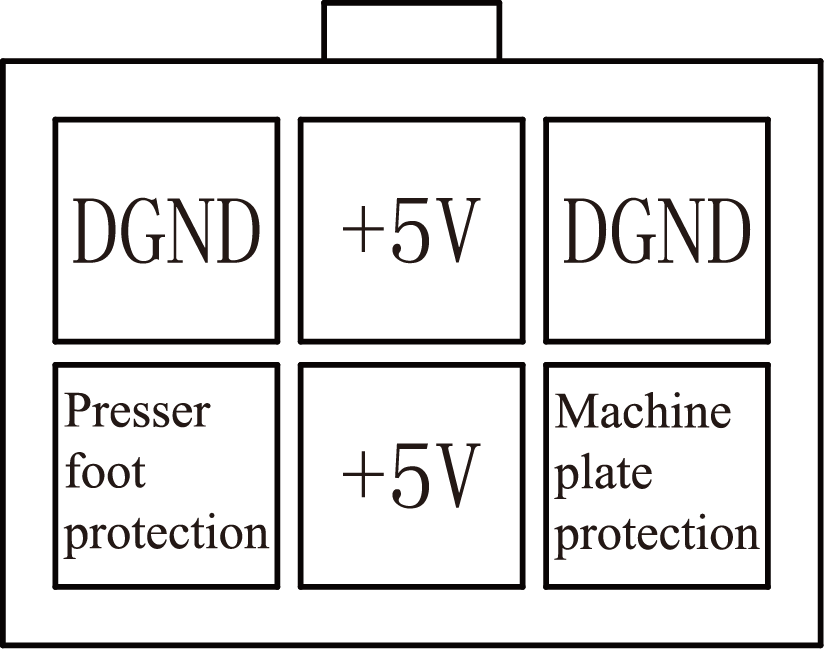 DGND
+5V
DGND
Presser
foot
protection
+5V
Machine
plate
protection